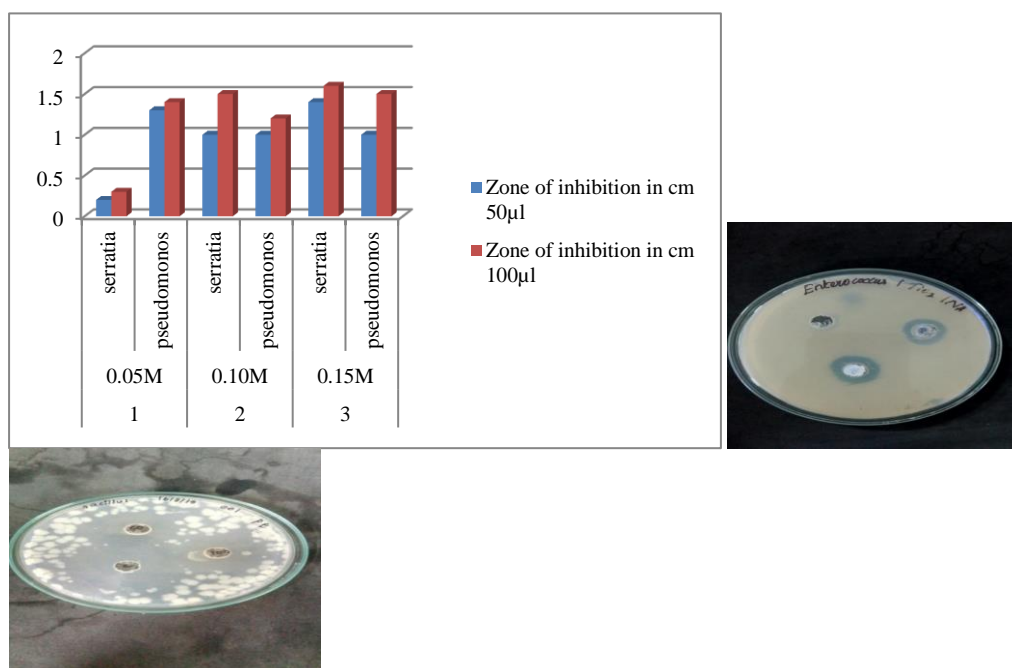 2
1.5
1
0.5
0
serratia
pseudomonos
serratia
pseudomonos
serratia
pseudomonos
0.05M
0.10M
0.15M
1
2
3
Zone of inhibition in cm
50µl
Zone of inhibition in cm
100µl
Enterococcus